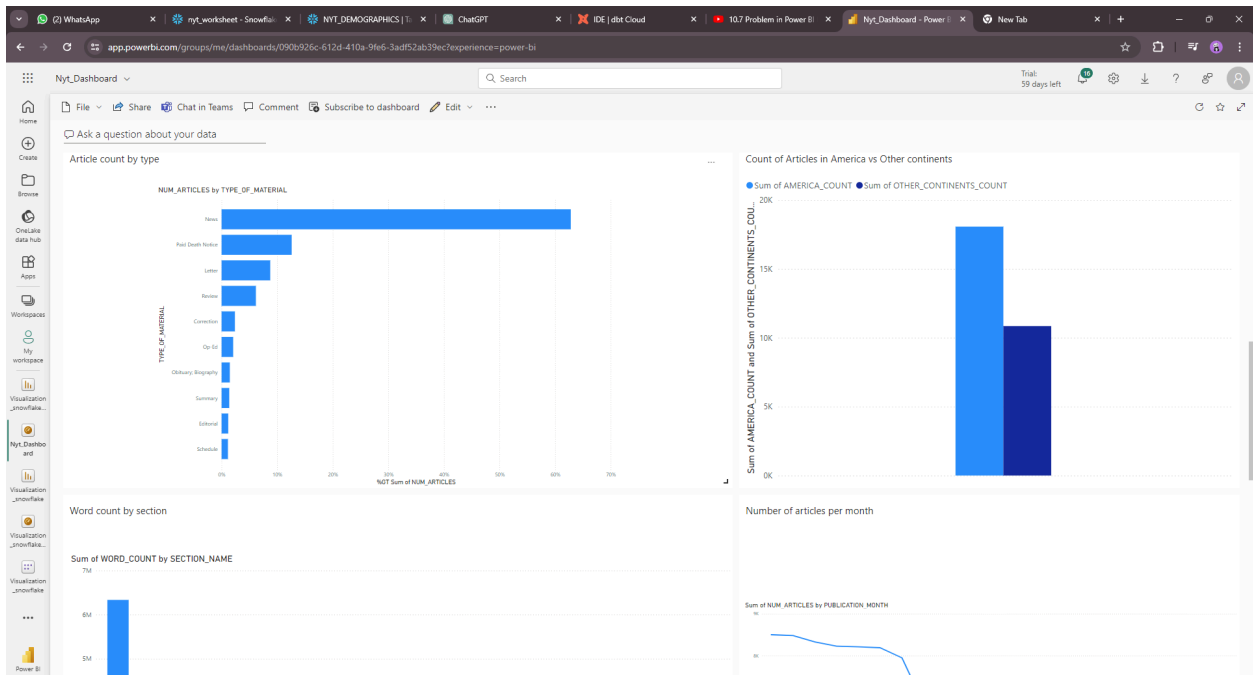 (2) WhatsApp
nyt_worksheet - Snowflak
NYT_DEMOGRAPHICS | Ta
ChatGPT
IDE | dbt Cloud
10.7 Problem in Power BI
Nyt_Dashboard - Power B
New Tab
app.powerbi.com/groups/me/dashboards/090b926c-612d-410a-9fe6-3adf52ab39ec?experience=power-bi
Nyt_Dashboard
Search
Trial:
59 days left
16
File
Share
Chat in Teams
Comment
Subscribe to dashboard
Edit
Home
Create
Browse
OneLake
data hub
Apps
Workspaces
My
workspace
Visualization
_snowflake...
Nyt_Dashbo
ard
Visualization
_snowflake
Visualization
_snowflake...
Visualization
_snowflake
Power BI
Ask a question about your data
Article count by type
NUM_ARTICLES by TYPE_OF_MATERIAL
TYPE_OF_MATERIAL
News
Paid Death Notice
Letter
Review
Correction
Op-Ed
Obituary; Biography
Summary
Editorial
Schedule
0% 10% 20% 30% 40% 50% 60% 70%
%GT Sum of NUM_ARTICLES
Count of Articles in America vs Other continents
Sum of AMERICA_COUNT Sum of OTHER_CONTINENTS_COUNT
Sum of AMERICA_COUNT and Sum of OTHER_CONTINENTS_COU...
20K
15K
10K
5K
0K
Word count by section
Sum of WORD_COUNT by SECTION_NAME
7M
6M
5M
Number of articles per month
Sum of NUM_ARTICLES by PUBLICATION_MONTH
9K
8K